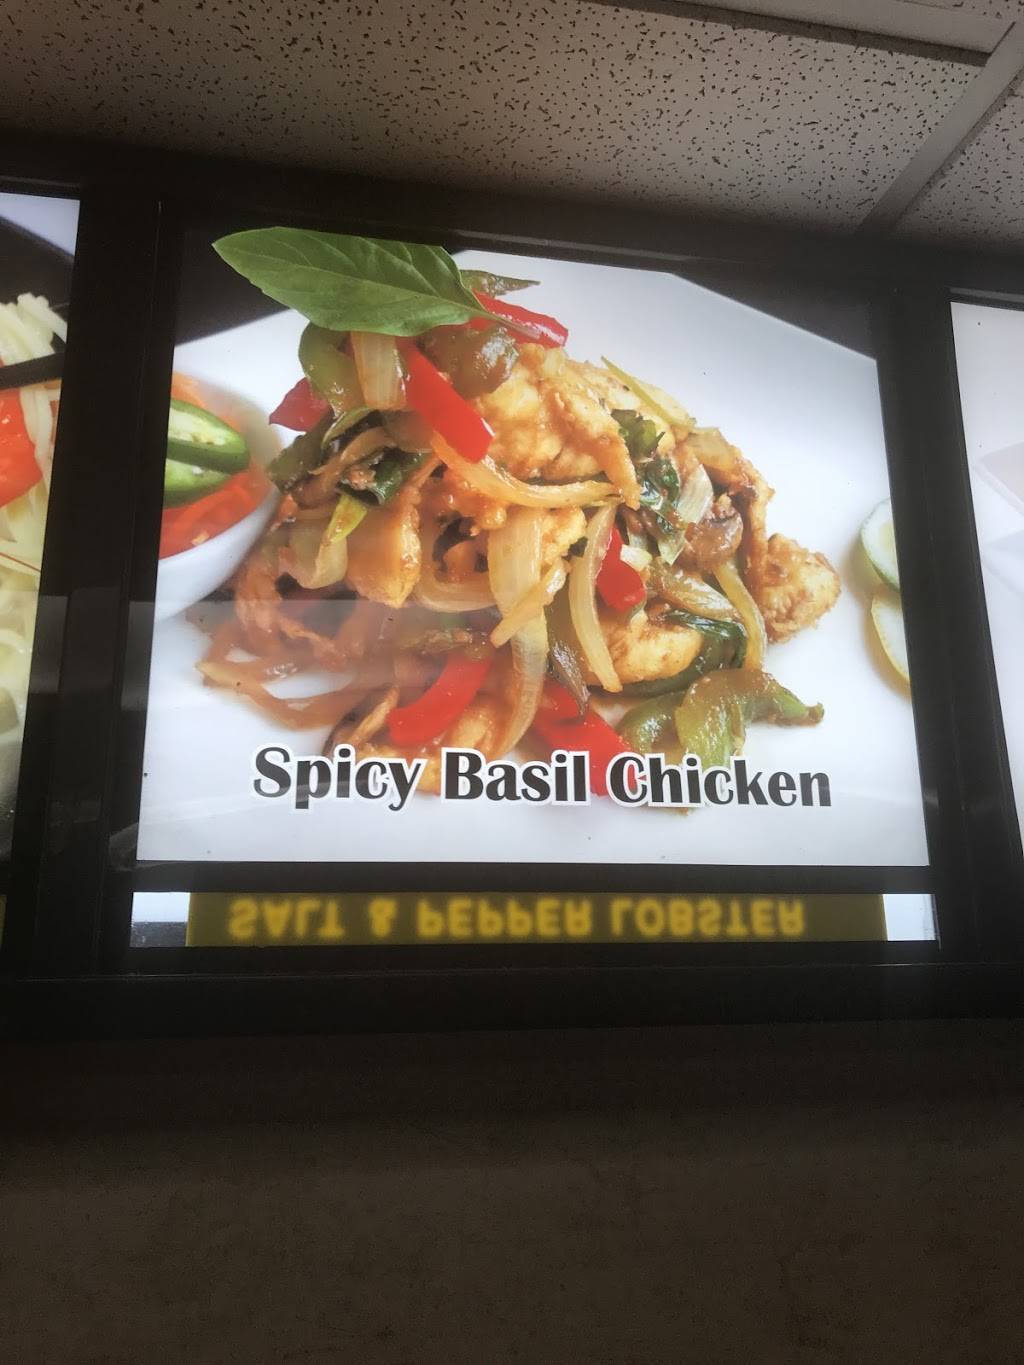 Spicy Basil Chicken
SALT & PEPPER LOBSTER